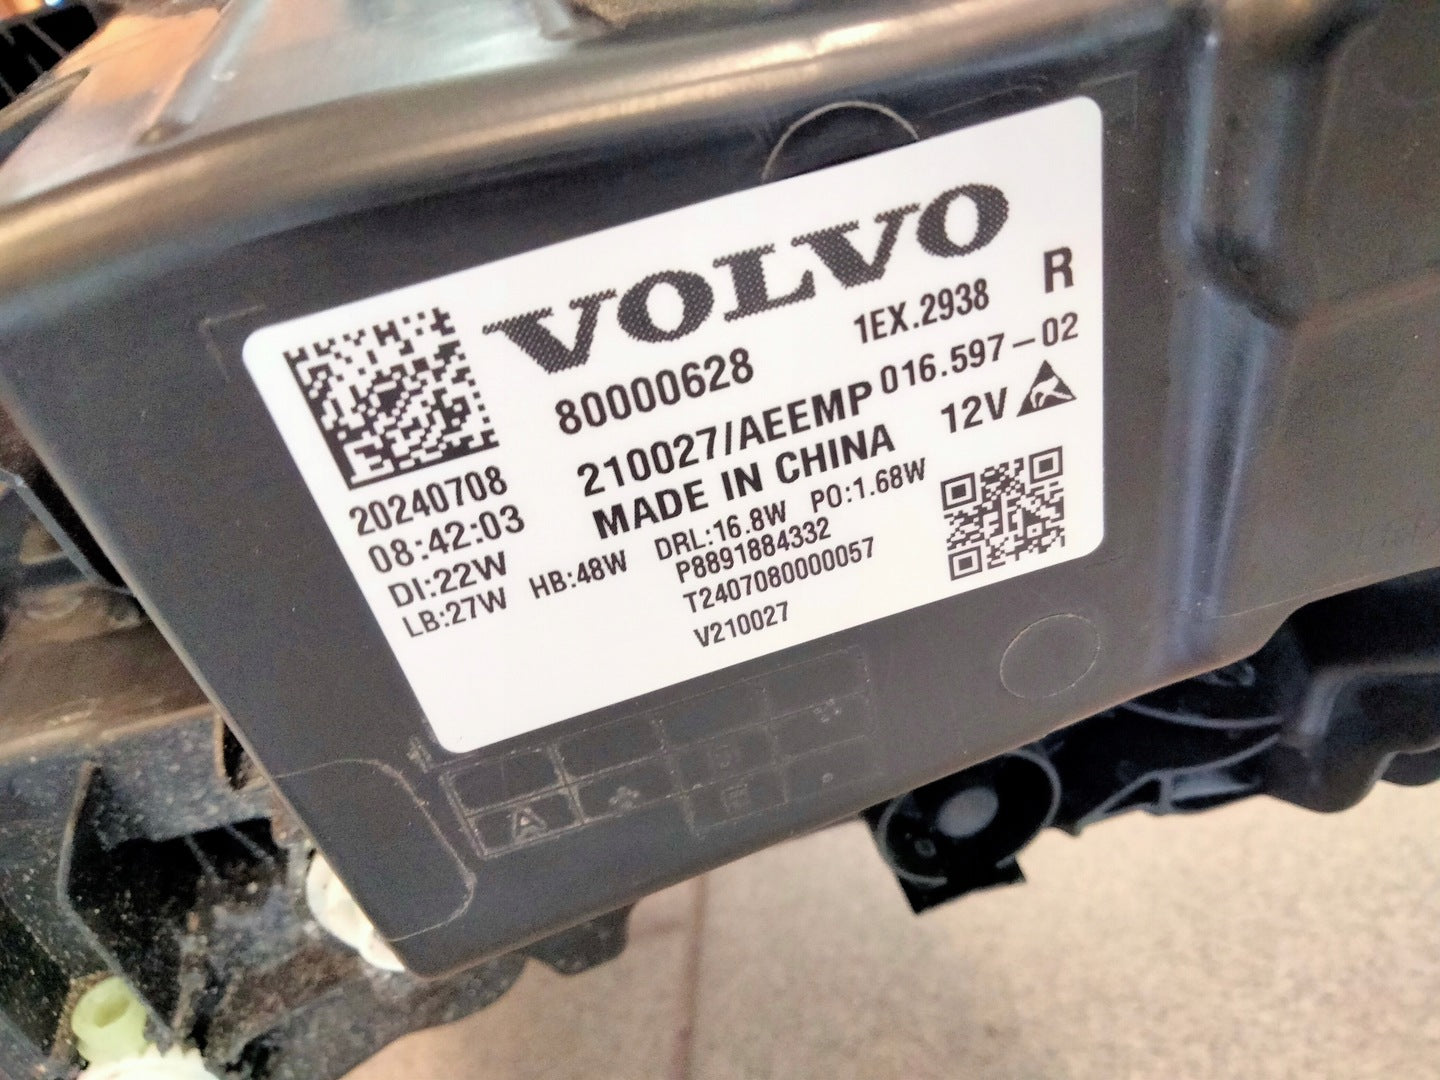 VOLVO
80000628
1EX.2938
R
210027/AEEMP
016.597-02
MADE IN CHINA
12V
20240708
08:42:03
DI:22W
DRL:16.8W PO:1.68W
LB:27W HB:48W
P8891884332
T2407080000057
V210027
A